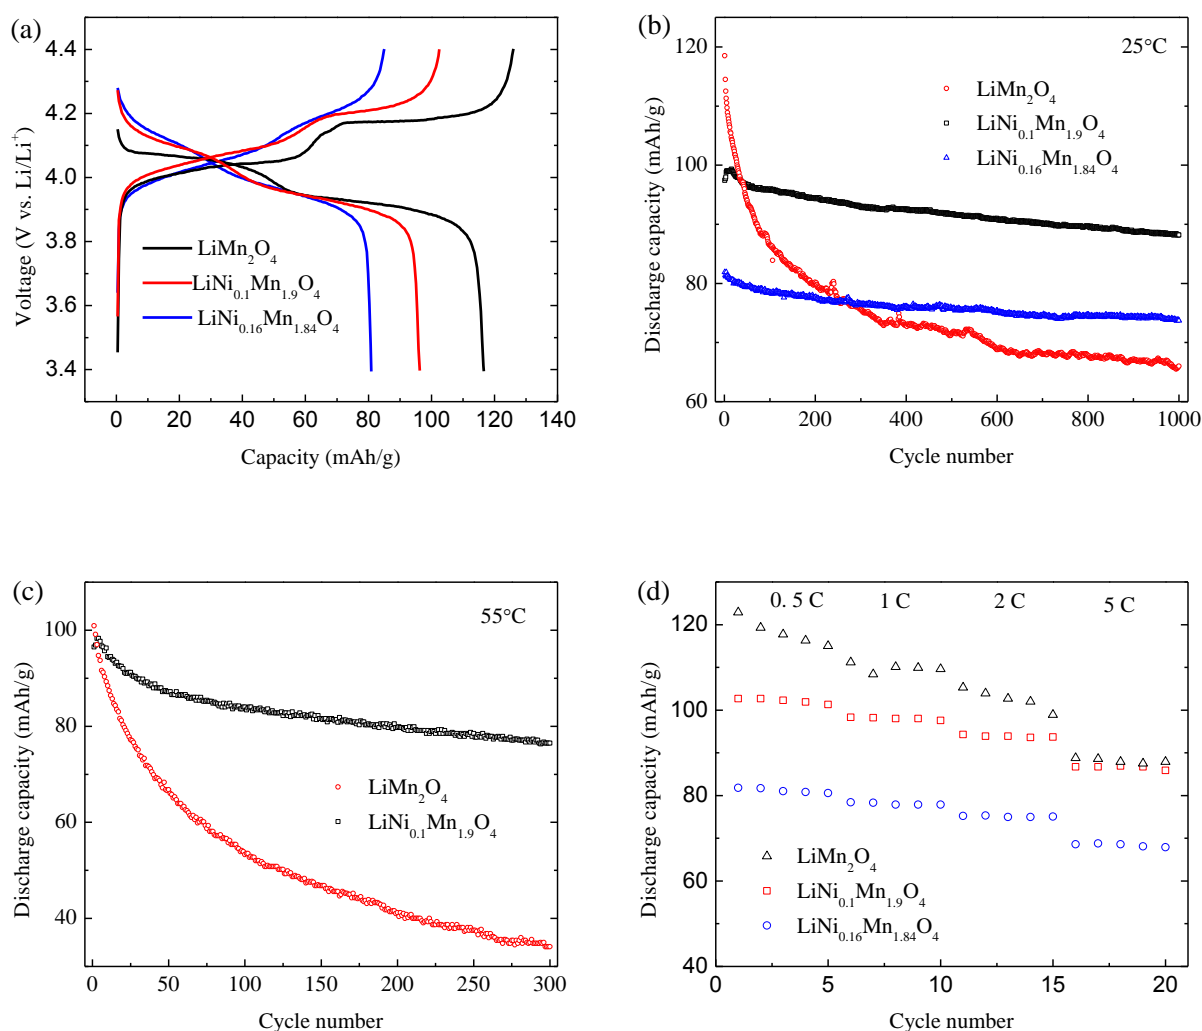 (a)
4.4
4.2
4.0
3.8
3.6
3.4
Voltage (V vs. Li/Li⁺)
LiMn₂O₄
LiNi₀.₁Mn₁.₉O₄
LiNi₀.₁₆Mn₁.₈₄O₄
0 20 40 60 80 100 120 140
Capacity (mAh/g)
(b)
25°C
120
100
80
60
Discharge capacity (mAh/g)
LiMn₂O₄
LiNi₀.₁Mn₁.₉O₄
LiNi₀.₁₆Mn₁.₈₄O₄
0 200 400 600 800 1000
Cycle number
(c)
55°C
100
80
60
40
Discharge capacity (mAh/g)
LiMn₂O₄
LiNi₀.₁Mn₁.₉O₄
0 50 100 150 200 250 300
Cycle number
(d)
0. 5 C 1 C 2 C 5 C
120
100
80
60
40
Discharge capacity (mAh/g)
LiMn₂O₄
LiNi₀.₁Mn₁.₉O₄
LiNi₀.₁₆Mn₁.₈₄O₄
0 5 10 15 20
Cycle number